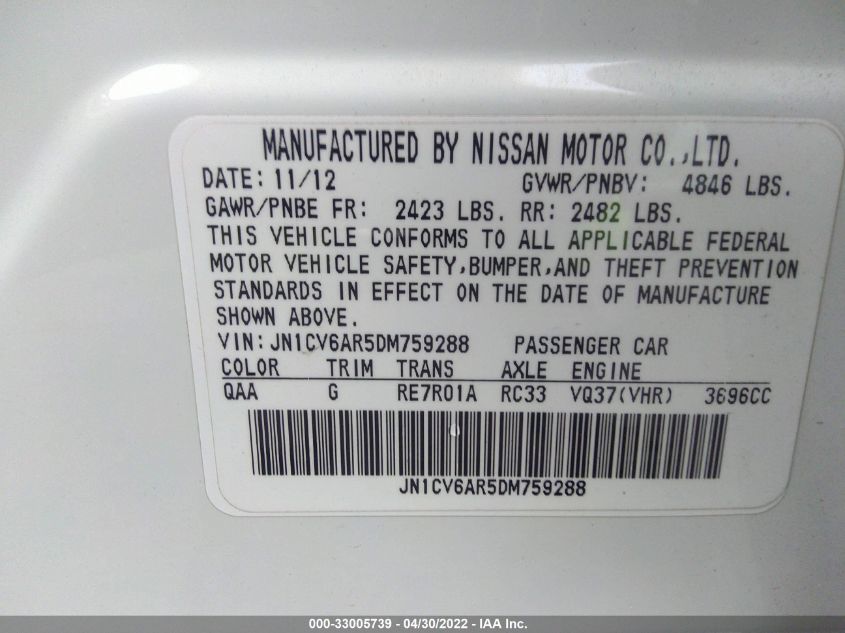 MANUFACTURED BY NISSAN MOTOR CO.,LTD.
DATE: 11/12 GVWR/PNBV: 4846 LBS.
GAWR/PNBE FR: 2423 LBS. RR: 2482 LBS.
THIS VEHICLE CONFORMS TO ALL APPLICABLE FEDERAL
MOTOR VEHICLE SAFETY,BUMPER,AND THEFT PREVENTION
STANDARDS IN EFFECT ON THE DATE OF MANUFACTURE
SHOWN ABOVE.
VIN: JN1CV6AR5DM759288 PASSENGER CAR
COLOR TRIM TRANS AXLE ENGINE
QAA G RE7R01A RC33 VQ37(VHR) 3696CC
JN1CV6AR5DM759288
000-33005739 - 04/30/2022 - IAA Inc.